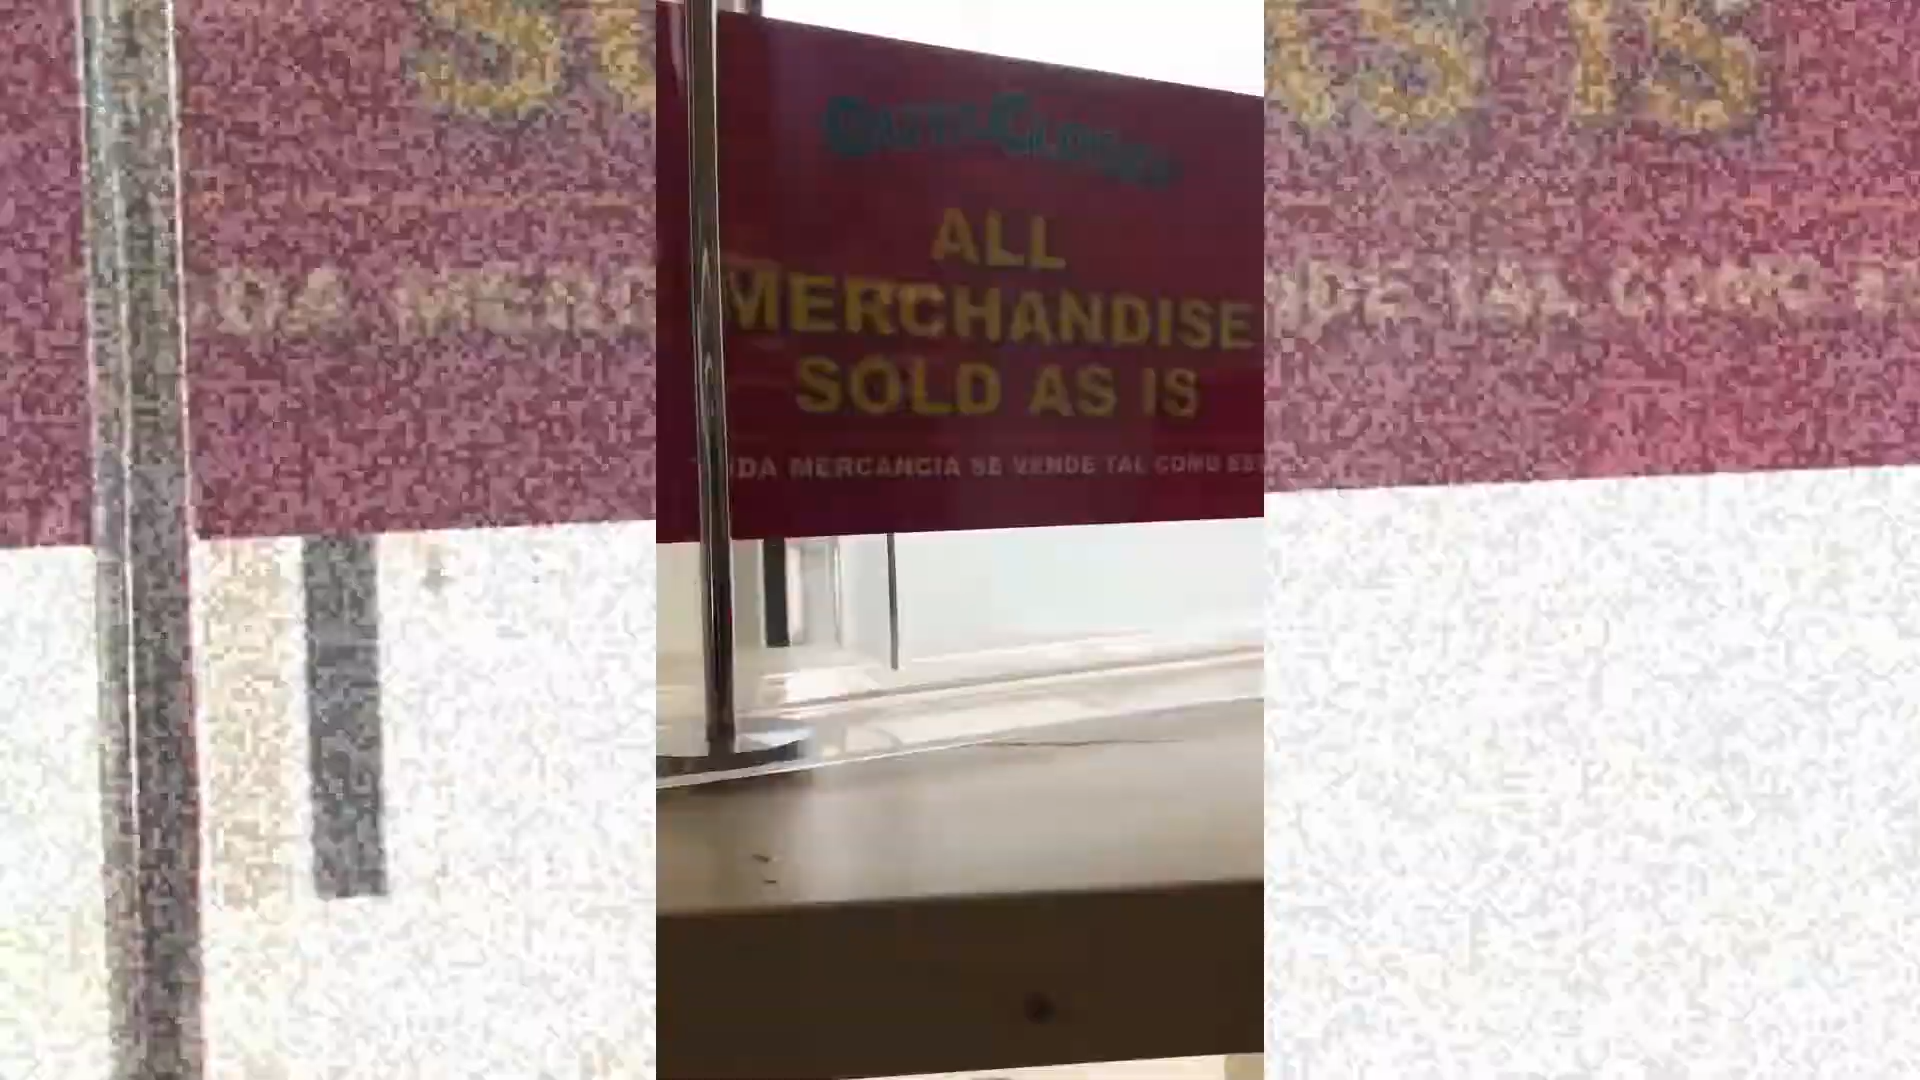 ALL
MERCHANDISE
SOLD AS IS
MERCANCIA SE VENDE TAL COMO